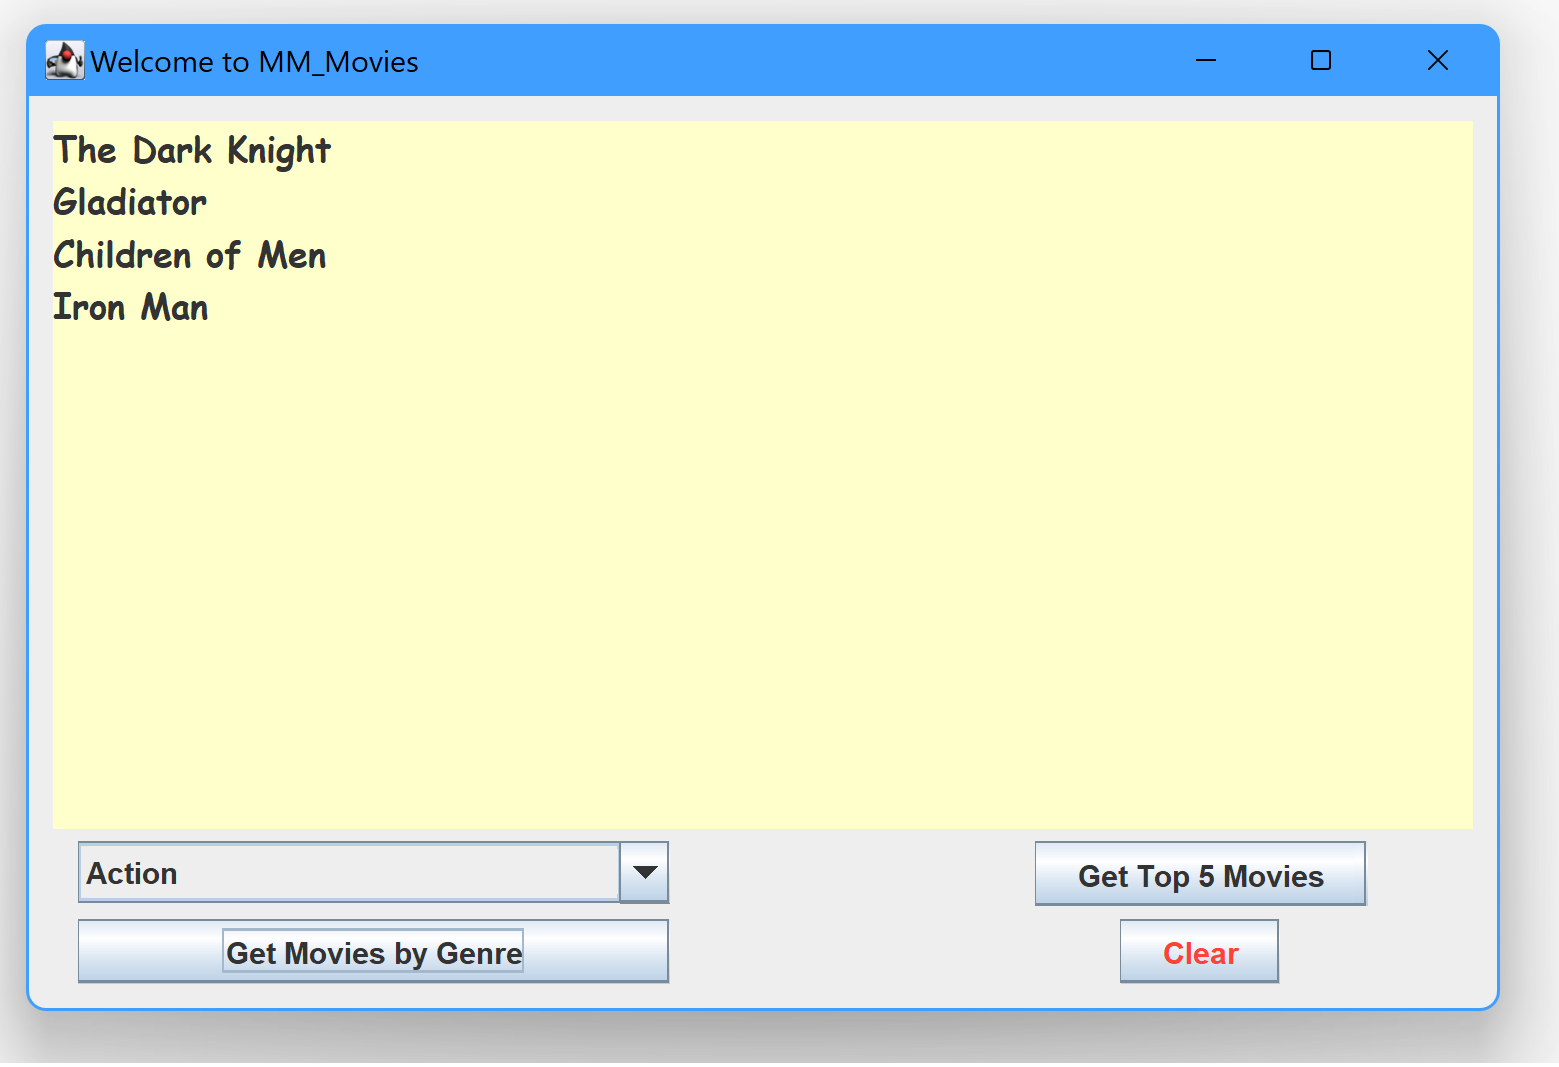 Welcome to MM_Movies
The Dark Knight
Gladiator
Children of Men
Iron Man
Action
Get Top 5 Movies
Get Movies by Genre
Clear